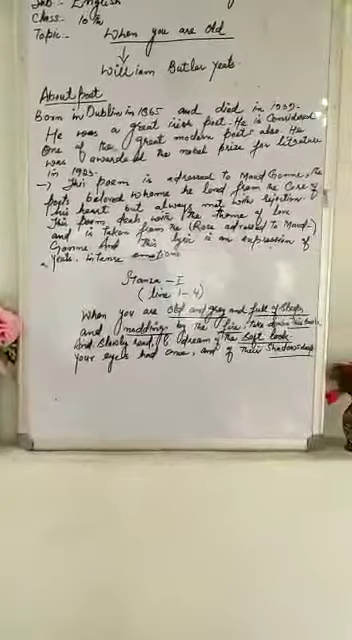 Sub:- English
Class:- 10th
Topic:- When you are old
William Butler Yeats.
About poet
Born in Dublin in 1865 and died in 1939.
He was a great irish poet. He is Considered
One of the great modern poets also. He
was awarded the nobel prize for litrature
in 1923.
→ This poem is adressed to Maud Gonne, the
poets beloved whome he loved from the Core of
his heart but always met with rejection.
This poem deals with the theme of love
and is taken from the (Rose adressed to Maud-)
Gonne And this lyric is an expression of
Yeats. intense emotions
Stanza - I
(line 1-4)
When you are old and grey and full of sleep
and nodding by the fire, take down this book
And slowly read, & dream of the soft look
Your eyes had once, and of their shadows deep